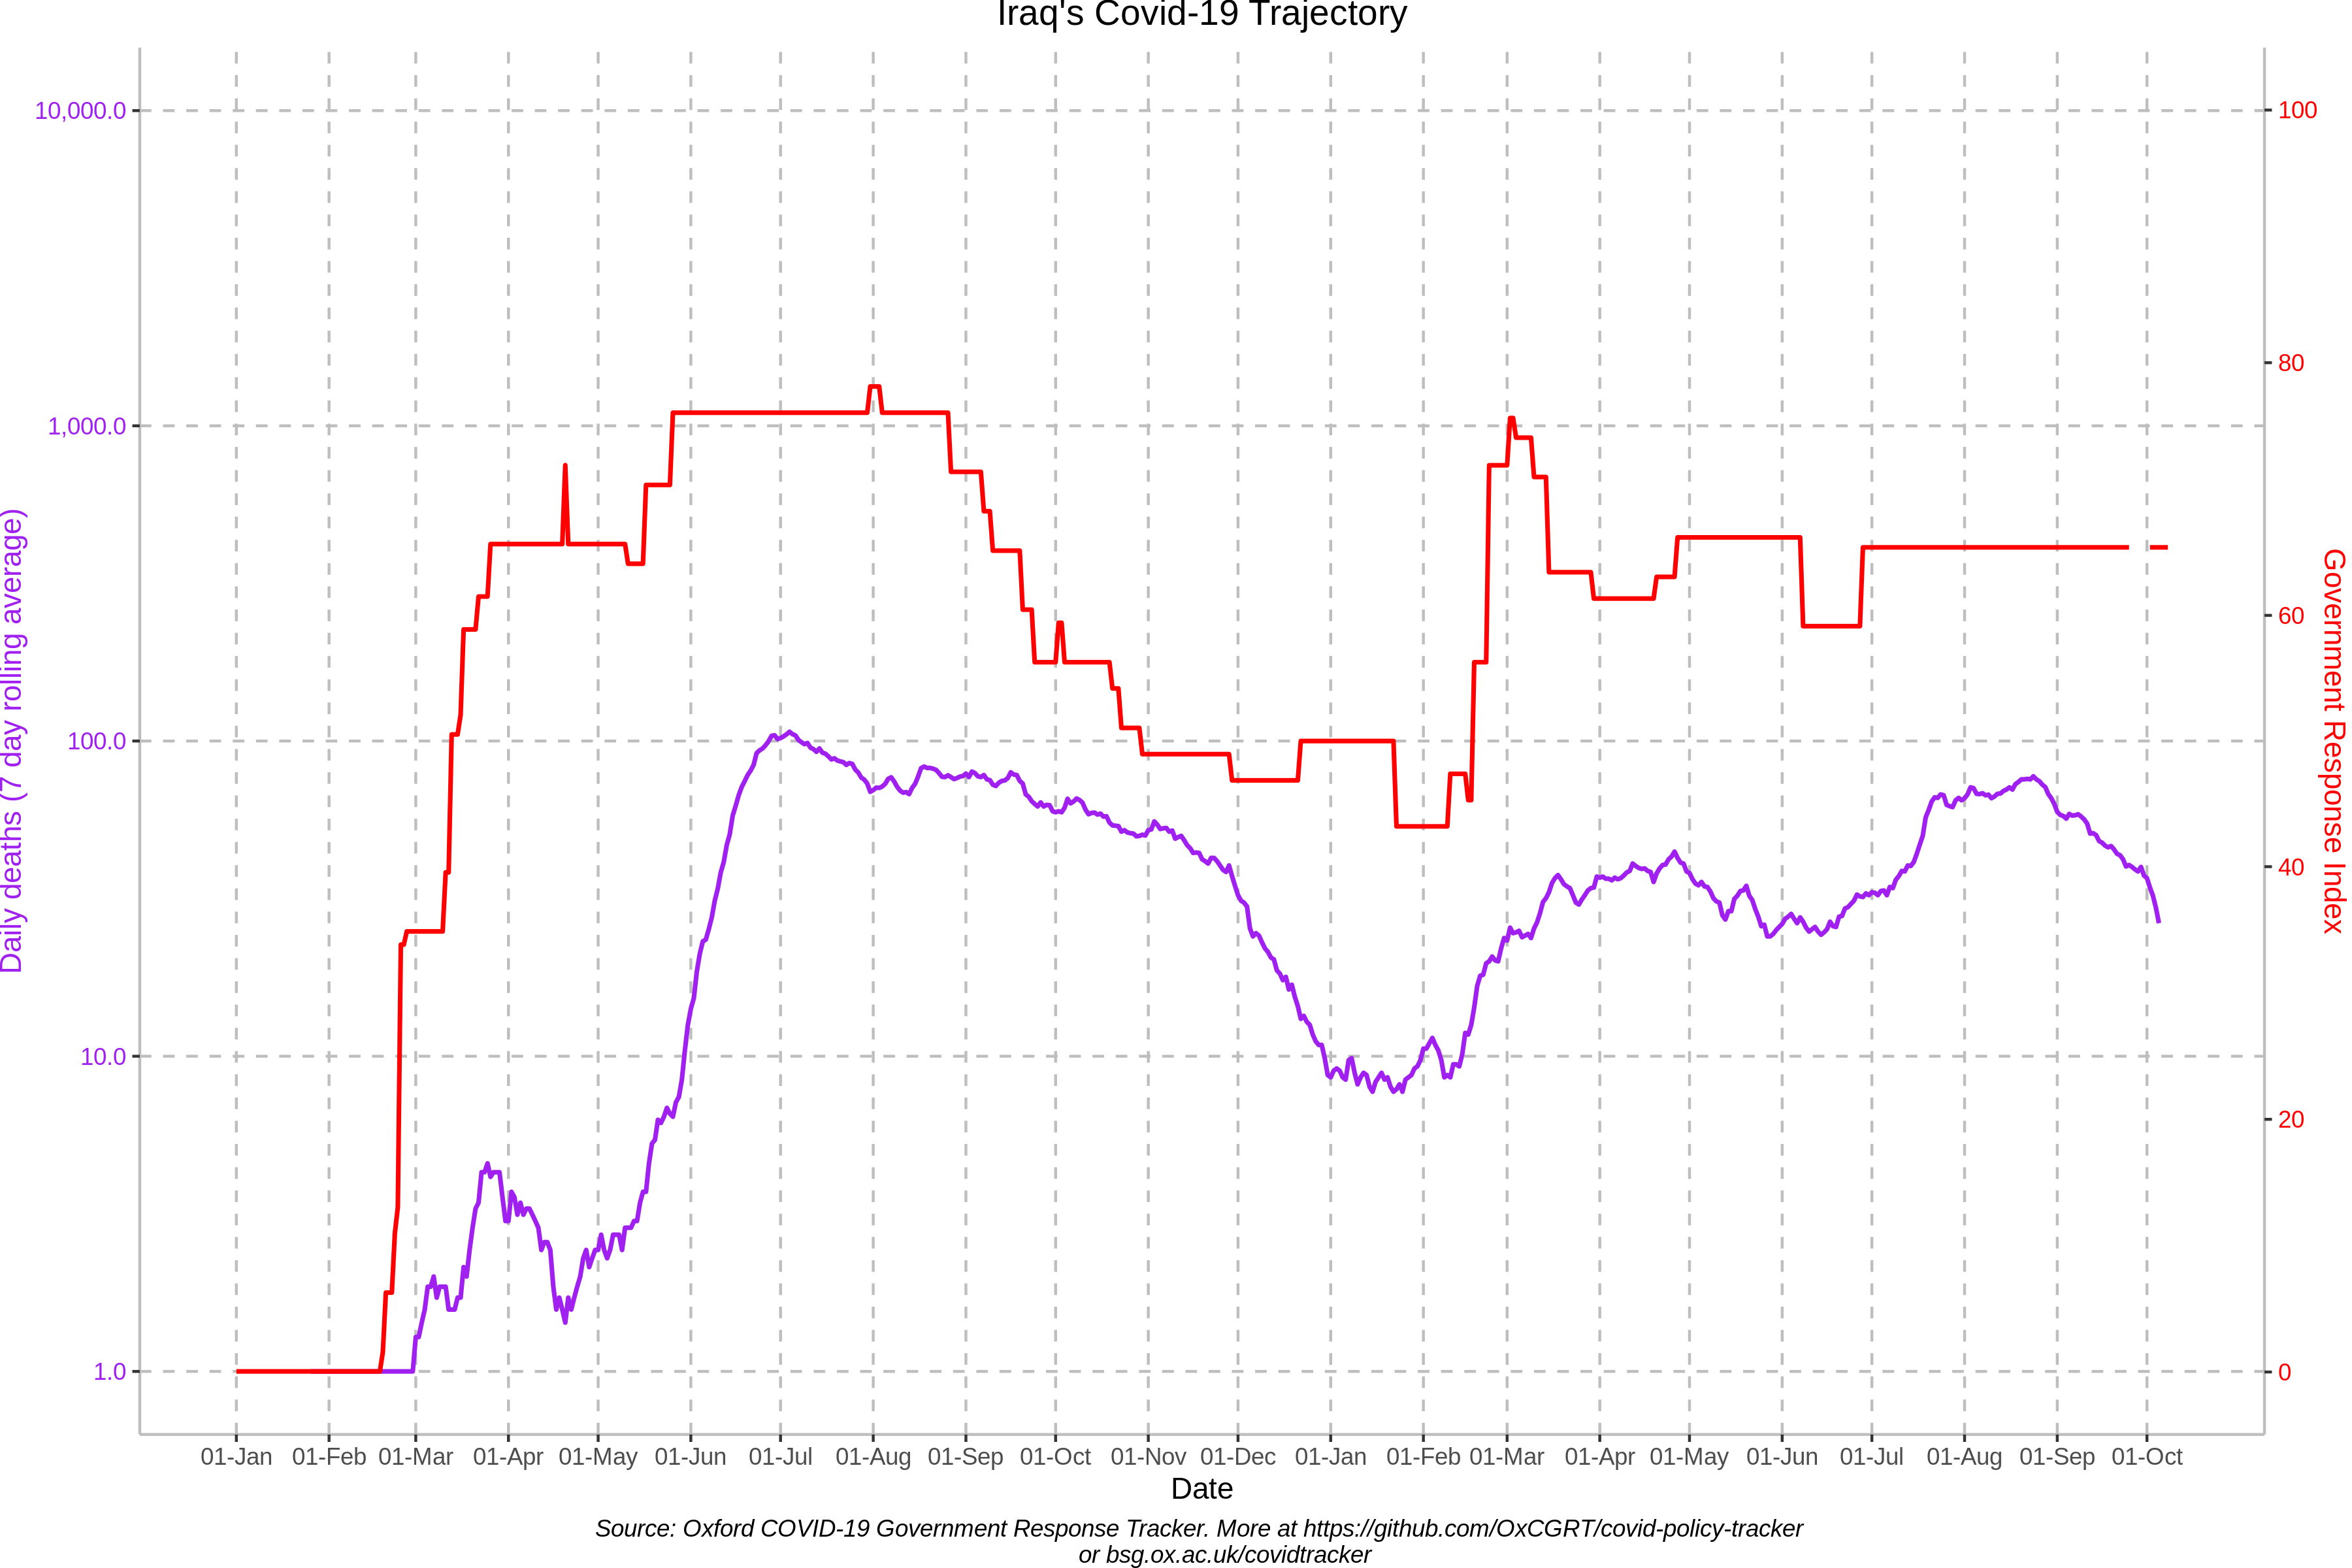 Iraq's Covid-19 Trajectory
10,000.0
1,000.0
100.0
10.0
1.0
Daily deaths (7 day rolling average)
100
80
60
40
20
0
Government Response Index
01-Jan 01-Feb 01-Mar 01-Apr 01-May 01-Jun 01-Jul 01-Aug 01-Sep 01-Oct 01-Nov 01-Dec 01-Jan 01-Feb 01-Mar 01-Apr 01-May 01-Jun 01-Jul 01-Aug 01-Sep 01-Oct
Date
Source: Oxford COVID-19 Government Response Tracker. More at https://github.com/OxCGRT/covid-policy-tracker
or bsg.ox.ac.uk/covidtracker